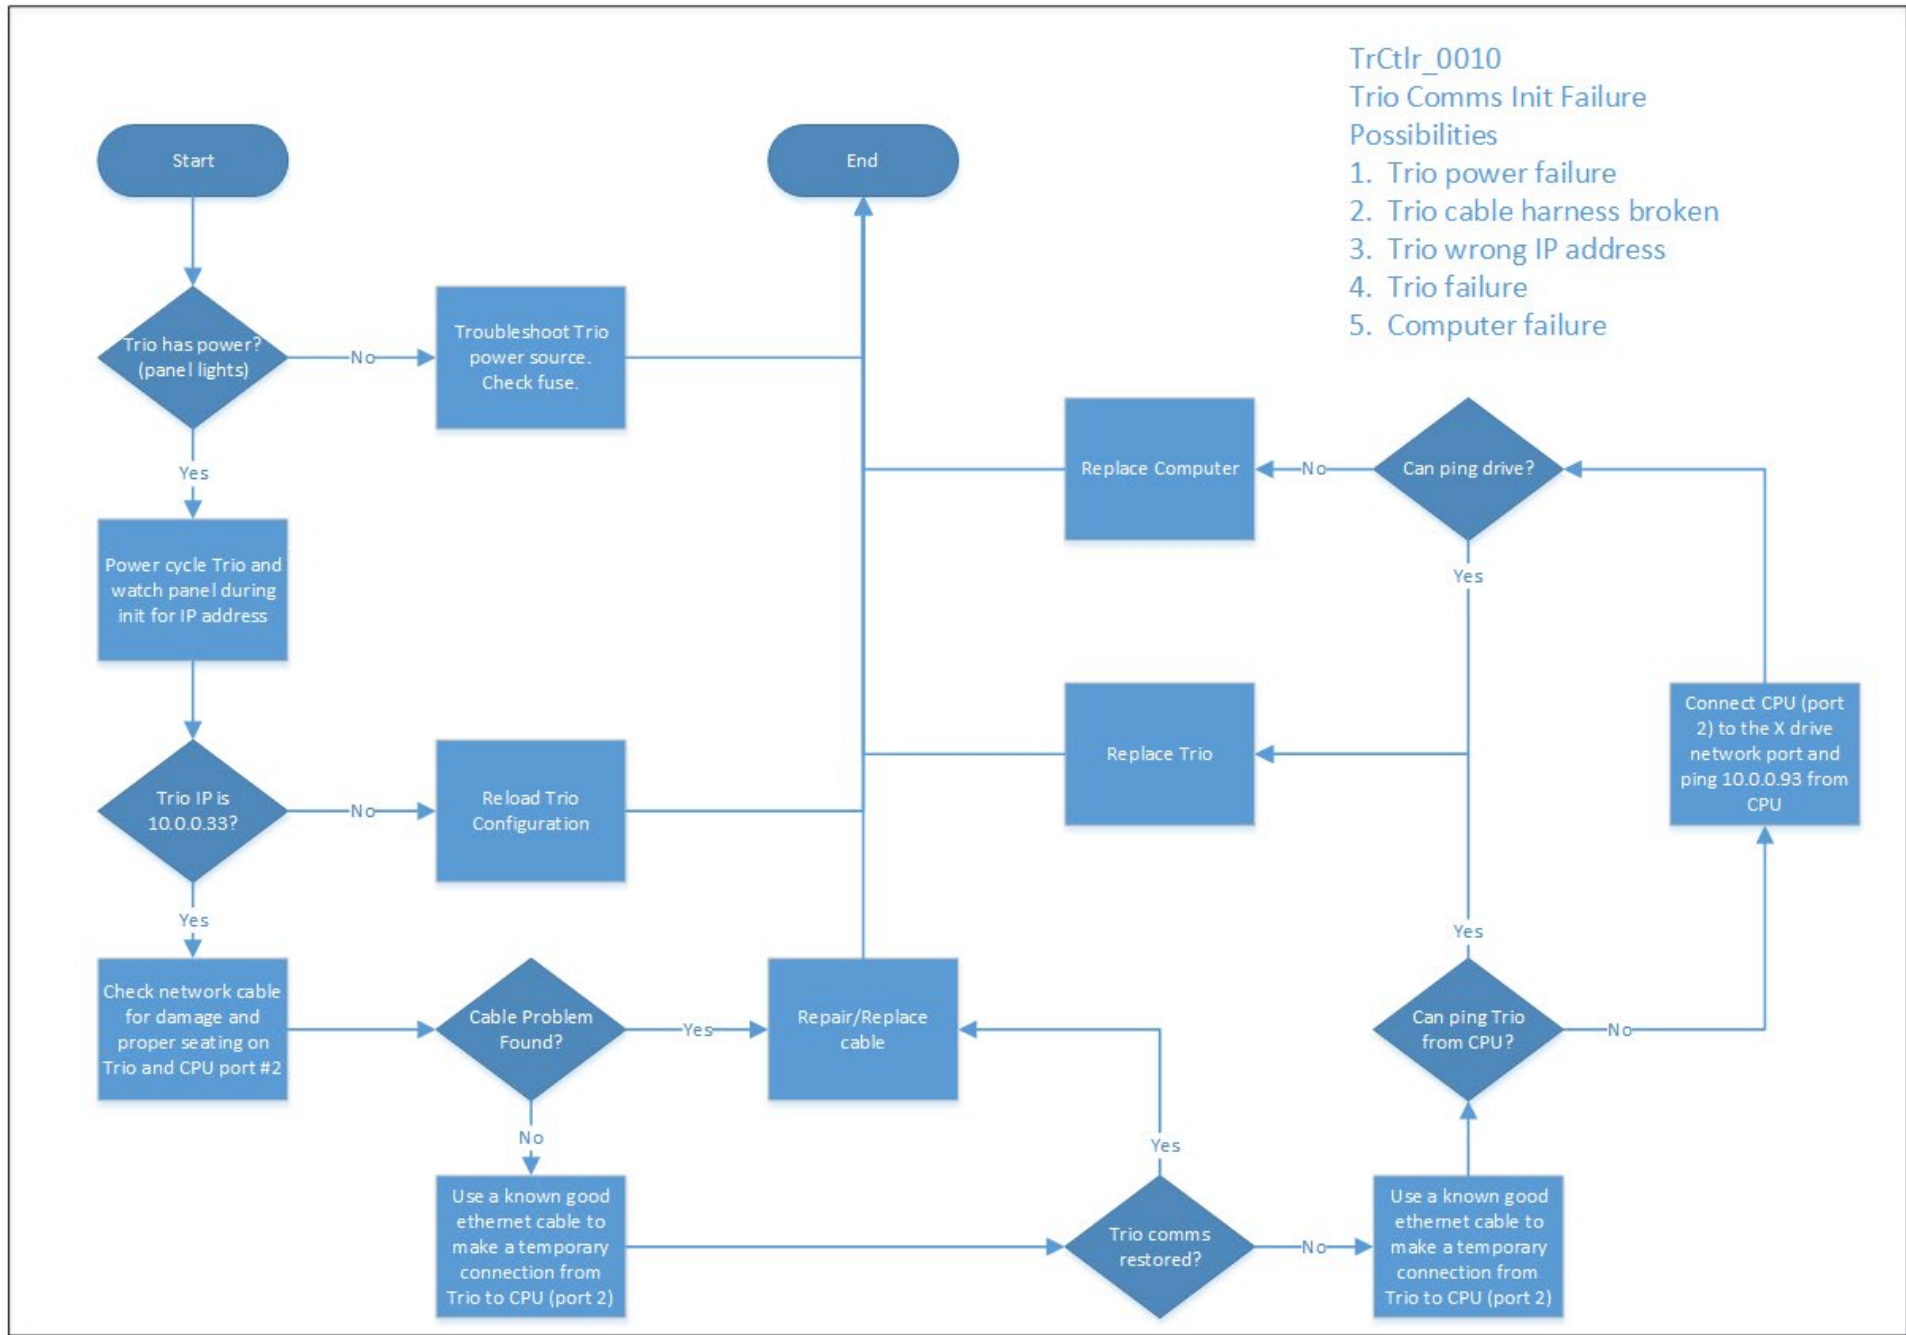 TrCtlr_0010
Trio Comms Init Failure
Possibilities
1. Trio power failure
2. Trio cable harness broken
3. Trio wrong IP address
4. Trio failure
5. Computer failure
Start
End
Trio has power?
(panel lights)
No
Troubleshoot Trio
power source.
Check fuse.
Yes
Power cycle Trio and
watch panel during
init for IP address
Trio IP is
10.0.0.33?
No
Reload Trio
Configuration
Yes
Check network cable
for damage and
proper seating on
Trio and CPU port #2
Cable Problem
Found?
Yes
Repair/Replace
cable
No
Use a known good
ethernet cable to
make a temporary
connection from
Trio to CPU (port 2)
Trio comms
restored?
Yes
No
Use a known good
ethernet cable to
make a temporary
connection from
Trio to CPU (port 2)
Can ping Trio
from CPU?
Yes
No
Connect CPU (port
2) to the X drive
network port and
ping 10.0.0.93 from
CPU
Can ping drive?
No
Replace Computer
Yes
Replace Trio